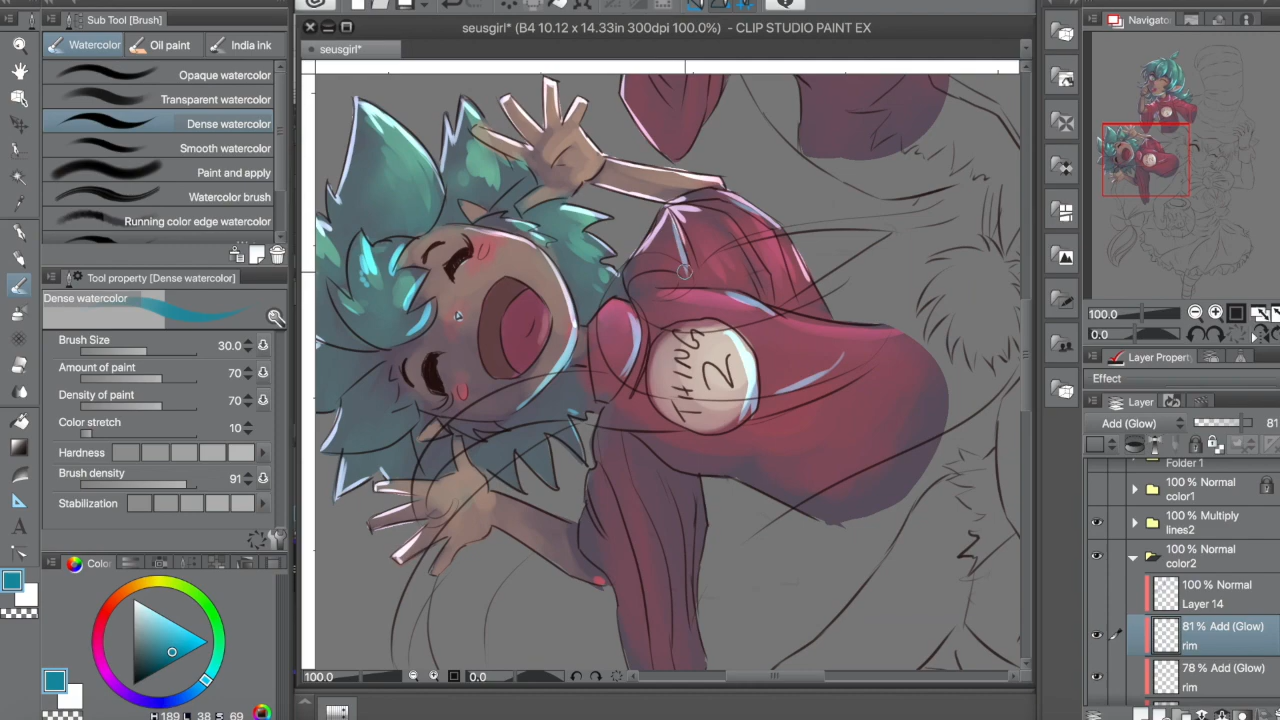 Sub Tool [Brush]
Watercolor
Oil paint
India ink
Opaque watercolor
Transparent watercolor
Dense watercolor
Smooth watercolor
Paint and apply
Watercolor brush
Running color edge watercolor
Tool property [Dense watercolor]
Dense watercolor
Brush Size 30.0
Amount of paint 70
Density of paint 70
Color stretch 10
Hardness
Brush density 91
Stabilization
Color
H 189 L 38 S 69
seusgirl* (B4 10.12 x 14.33in 300dpi 100.0%) - CLIP STUDIO PAINT EX
seusgirl*
THING
2
100.0
0.0
Navigator
100.0
0.0
Layer Property
Effect
Layer
Add (Glow)
81
Folder 1
100 % Normal
color1
100 % Multiply
lines2
100 % Normal
color2
100 % Normal
Layer 14
81 % Add (Glow)
rim
78 % Add (Glow)
rim
A